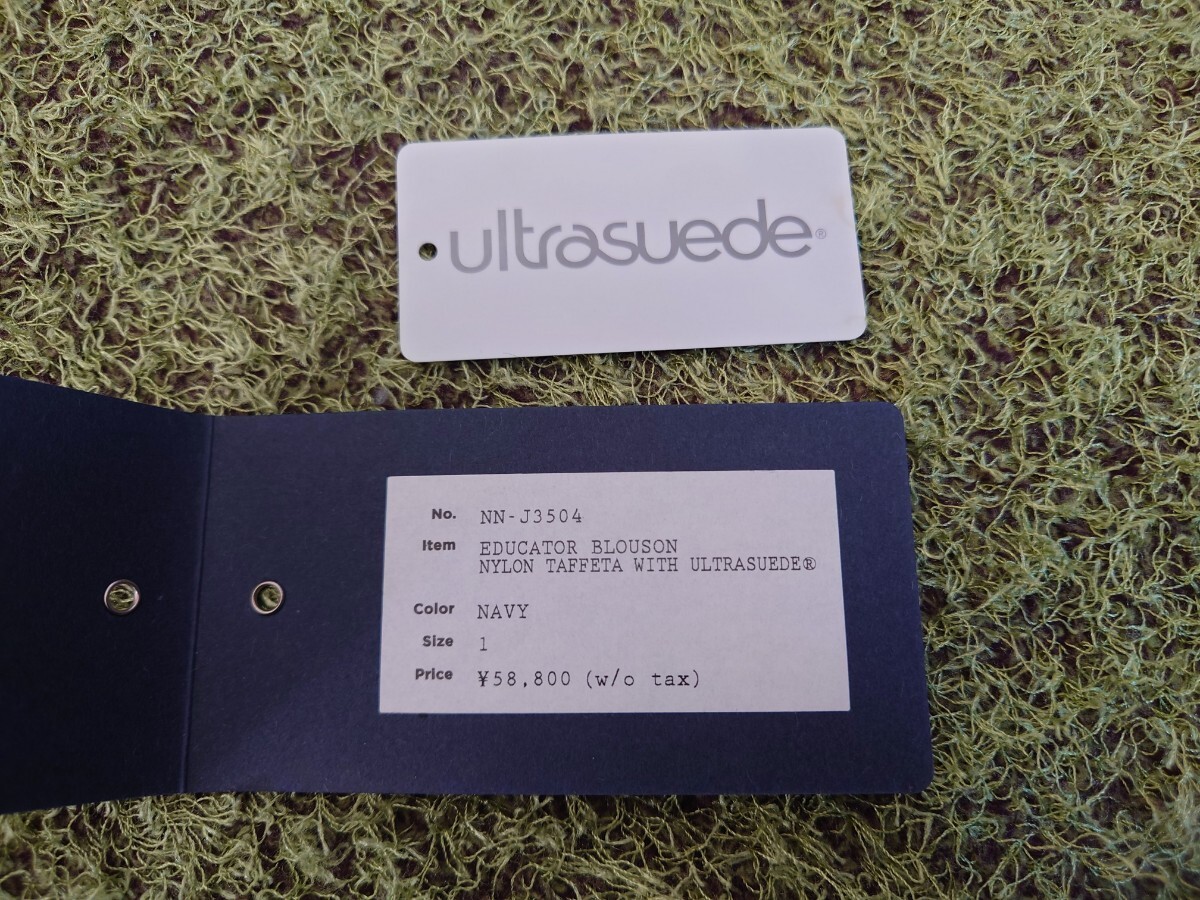 ultrasuede®
No. NN-J3504
Item EDUCATOR BLOUSON
NYLON TAFFETA WITH ULTRASUEDE®
Color NAVY
Size 1
Price ¥58,800 (w/o tax)